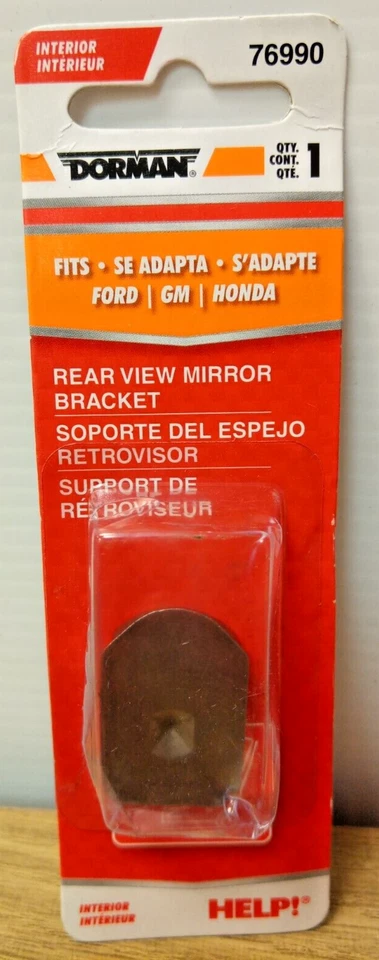 INTERIOR
INTÉRIEUR
76990
DORMAN®
QTY.
CONT.
QTÉ.
1
FITS • SE ADAPTA • S'ADAPTE
FORD | GM | HONDA
REAR VIEW MIRROR
BRACKET
SOPORTE DEL ESPEJO
RETROVISOR
SUPPORT DE
RÉTROVISEUR
INTERIOR
INTÉRIEUR
HELP!®